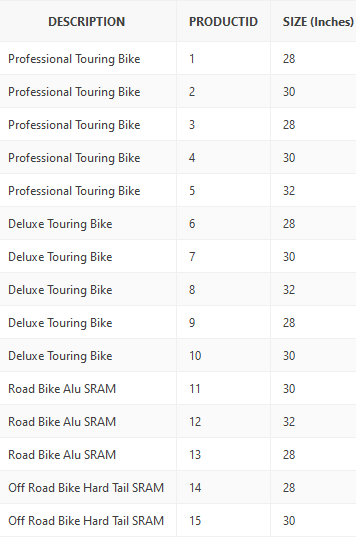 DESCRIPTION PRODUCTID SIZE (Inches)
Professional Touring Bike 1 28
Professional Touring Bike 2 30
Professional Touring Bike 3 28
Professional Touring Bike 4 30
Professional Touring Bike 5 32
Deluxe Touring Bike 6 28
Deluxe Touring Bike 7 30
Deluxe Touring Bike 8 32
Deluxe Touring Bike 9 28
Deluxe Touring Bike 10 30
Road Bike Alu SRAM 11 30
Road Bike Alu SRAM 12 32
Road Bike Alu SRAM 13 28
Off Road Bike Hard Tail SRAM 14 28
Off Road Bike Hard Tail SRAM 15 30